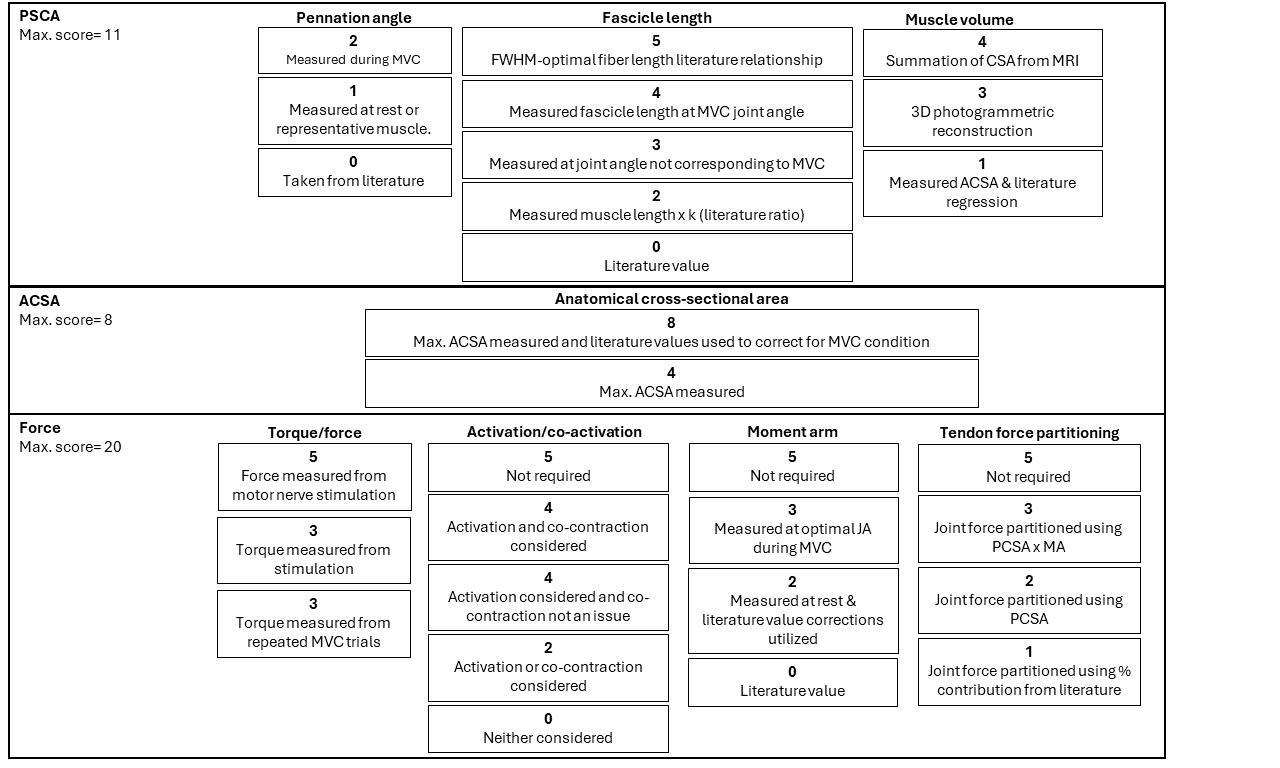 PSCA
Max. score= 11
Pennation angle
2
Measured during MVC
1
Measured at rest or
representative muscle.
0
Taken from literature
Fascicle length
5
FWHM-optimal fiber length literature relationship
4
Measured fascicle length at MVC joint angle
3
Measured at joint angle not corresponding to MVC
2
Measured muscle length x k (literature ratio)
0
Literature value
Muscle volume
4
Summation of CSA from MRI
3
3D photogrammetric
reconstruction
1
Measured ACSA & literature
regression
ACSA
Max. score= 8
Anatomical cross-sectional area
8
Max. ACSA measured and literature values used to correct for MVC condition
4
Max. ACSA measured
Force
Max. score= 20
Torque/force
5
Force measured from
motor nerve stimulation
3
Torque measured from
stimulation
3
Torque measured from
repeated MVC trials
Activation/co-activation
5
Not required
4
Activation and co-contraction
considered
4
Activation considered and co-
contraction not an issue
2
Activation or co-contraction
considered
0
Neither considered
Moment arm
5
Not required
3
Measured at optimal JA
during MVC
2
Measured at rest &
literature value corrections
utilized
0
Literature value
Tendon force partitioning
5
Not required
3
Joint force partitioned using
PCSA x MA
2
Joint force partitioned using
PCSA
1
Joint force partitioned using %
contribution from literature